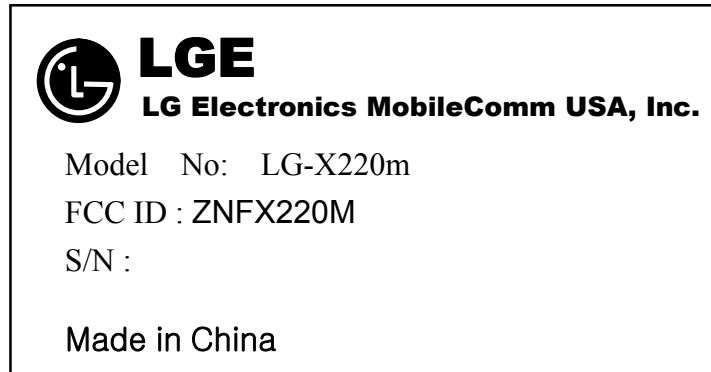 LGE
LG Electronics MobileComm USA, Inc.
Model No: LG-X220m
FCC ID : ZNFX220M
S/N :
Made in China